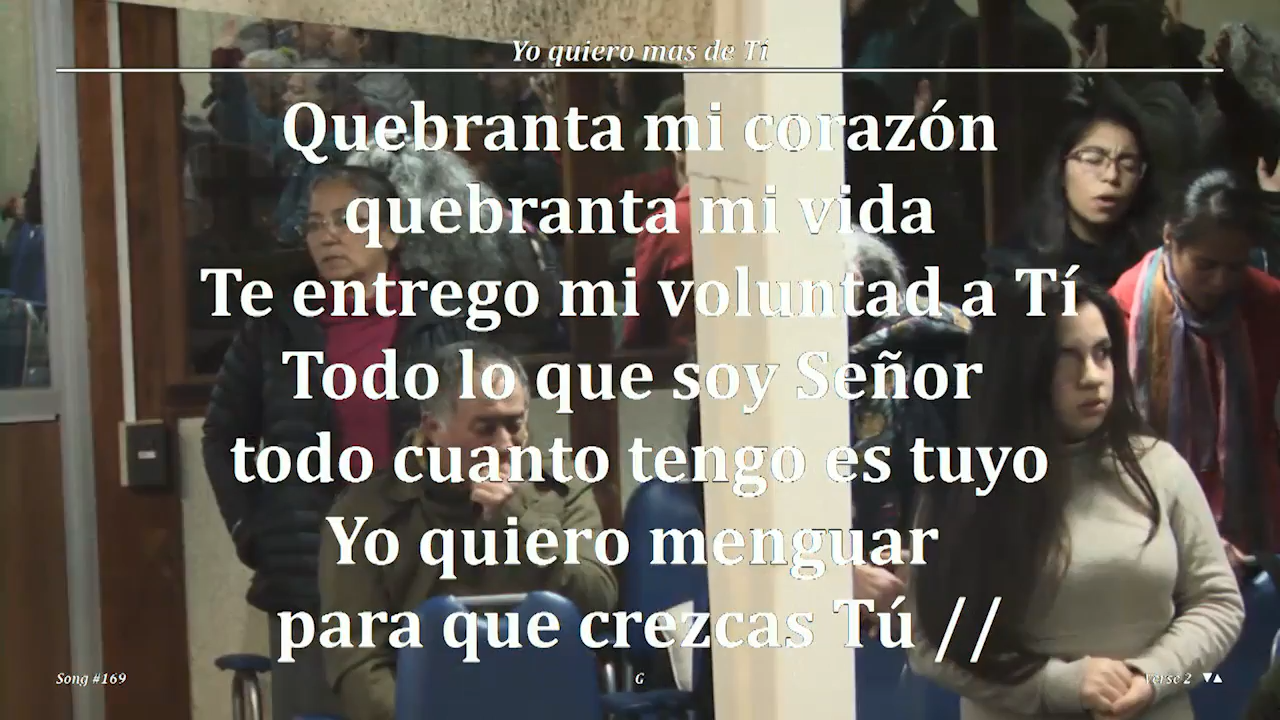 Yo quiero mas de Tí
Quebranta mi corazón
quebranta mi vida
Te entrego mi voluntad a Tí
Todo lo que soy Señor
todo cuanto tengo es tuyo
Yo quiero menguar
para que crezcas Tú //
Song #169
G
Verse 2 ▼▲